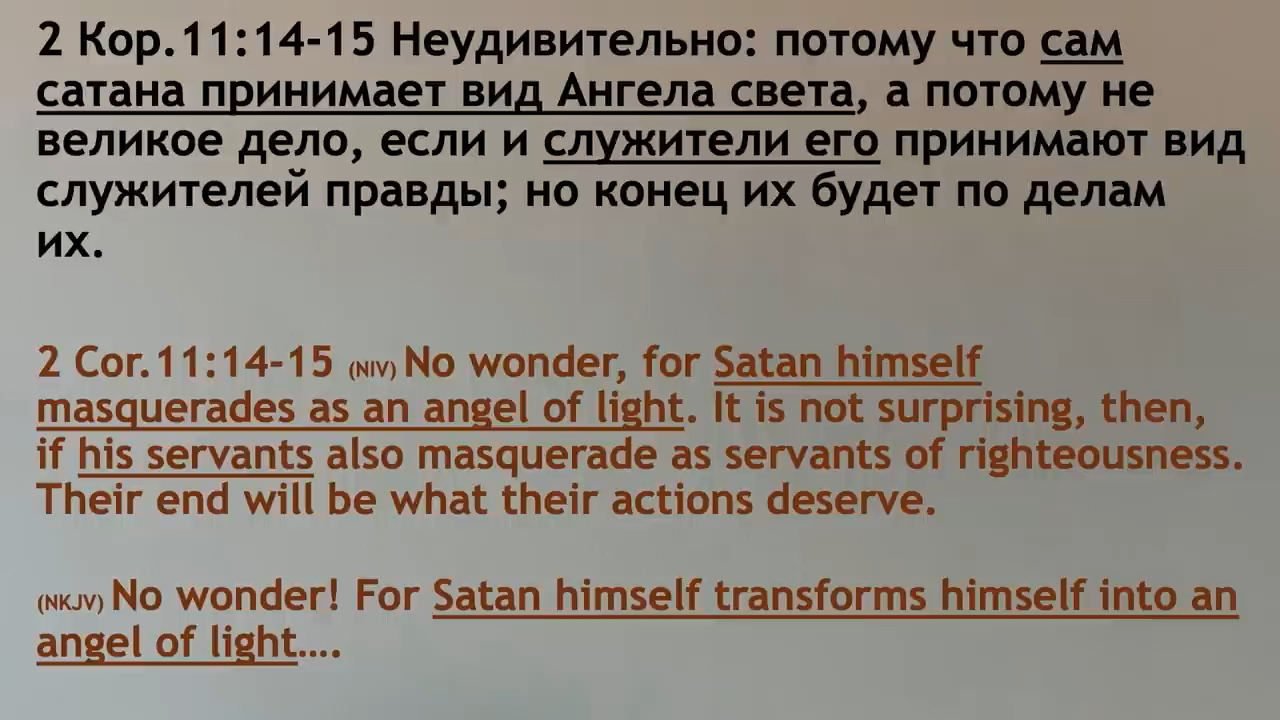 2 Кор.11:14-15 Неудивительно: потому что сам
сатана принимает вид Ангела света, а потому не
великое дело, если и служители его принимают вид
служителей правды; но конец их будет по делам
их.
2 Cor.11:14-15 (NIV) No wonder, for Satan himself
masquerades as an angel of light. It is not surprising, then,
if his servants also masquerade as servants of righteousness.
Their end will be what their actions deserve.
(NKJV) No wonder! For Satan himself transforms himself into an
angel of light….